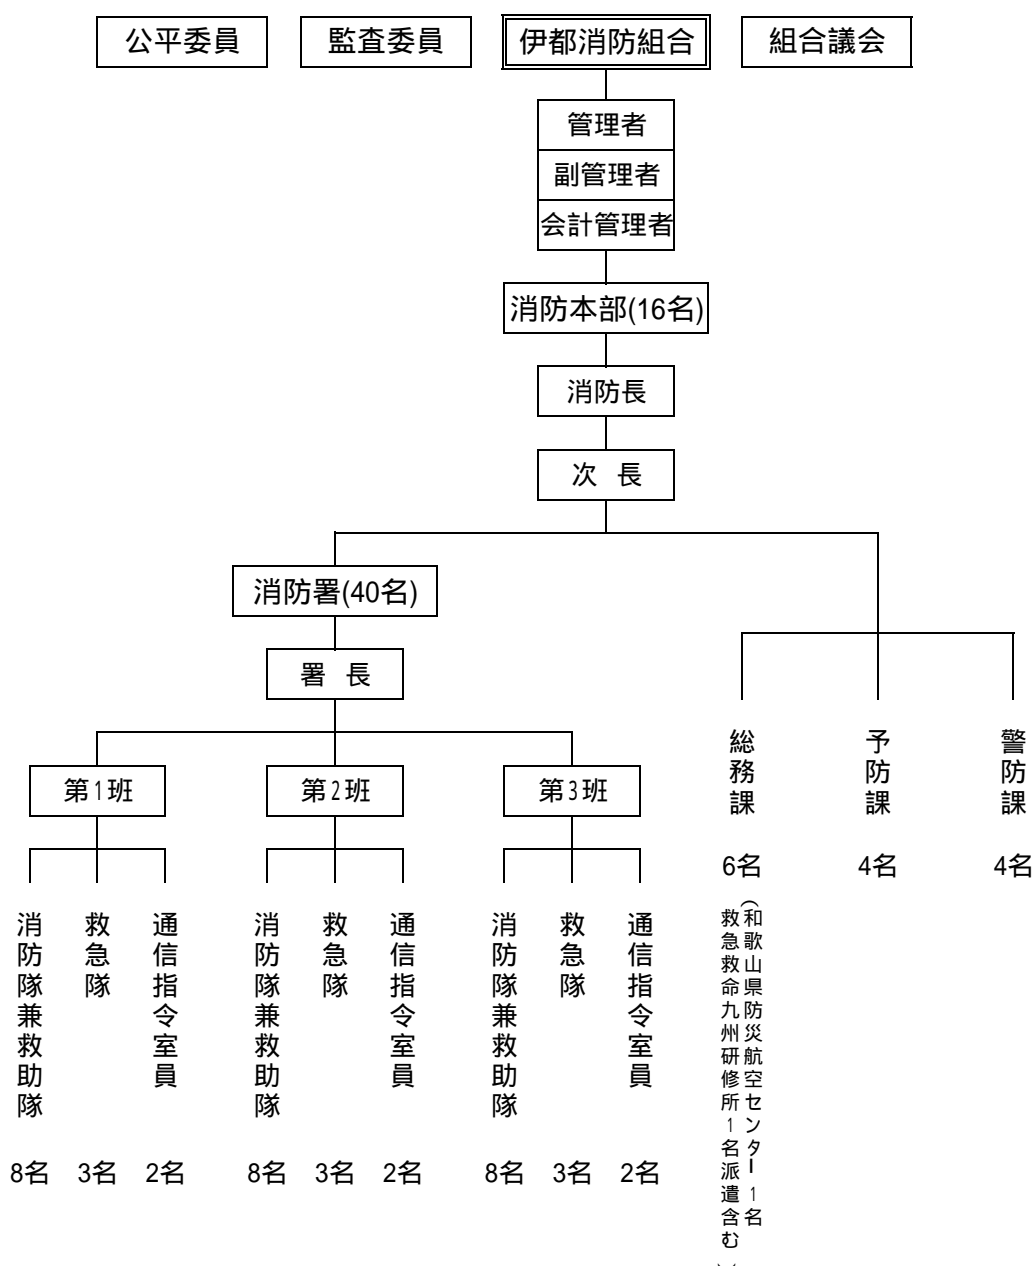 公平委員
監査委員
伊都消防組合
組合議会
管理者
副管理者
会計管理者
消防本部(16名)
消防長
次 長
消防署(40名)
署 長
第1班
第2班
第3班
総務課
予防課
警防課
6名
4名
4名
消防隊兼救助隊
救急隊
通信指令室員
消防隊兼救助隊
救急隊
通信指令室員
消防隊兼救助隊
救急隊
通信指令室員
8名
3名
2名
8名
3名
2名
8名
3名
2名
(和歌山県防災航空センター1名
救急救命九州研修所1名派遣含む)